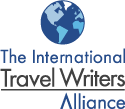 The International
Travel Writers
Alliance